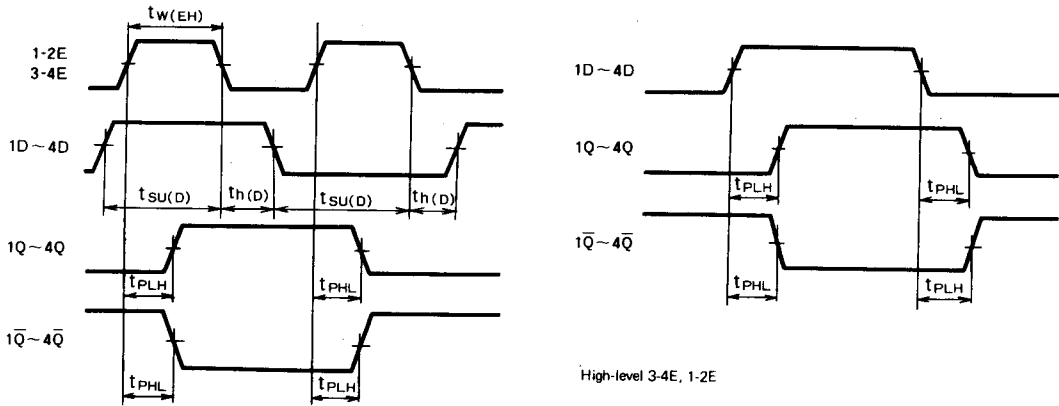 tW(EH)
1-2E
3-4E
1D~4D
tSU(D)
th(D)
tSU(D)
th(D)
1Q~4Q
tPLH
tPHL
1Q̅~4Q̅
tPHL
tPLH
1D~4D
1Q~4Q
tPLH
tPHL
1Q̅~4Q̅
tPHL
tPLH
High-level 3-4E, 1-2E